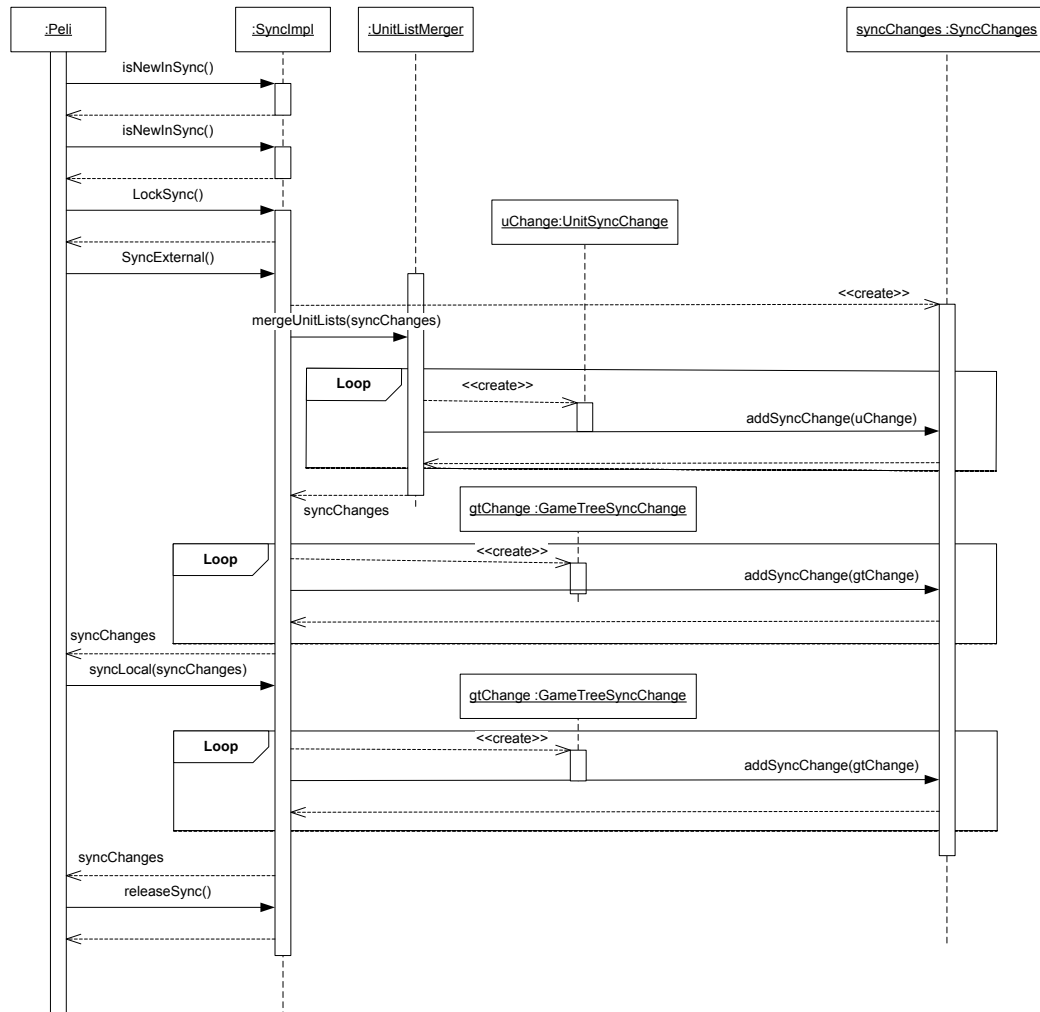 :Peli
:SyncImpl
:UnitListMerger
syncChanges :SyncChanges
isNewInSync()
isNewInSync()
LockSync()
uChange:UnitSyncChange
SyncExternal()
<<create>>
mergeUnitLists(syncChanges)
Loop
<<create>>
addSyncChange(uChange)
syncChanges
gtChange :GameTreeSyncChange
Loop
<<create>>
addSyncChange(gtChange)
syncChanges
syncLocal(syncChanges)
gtChange :GameTreeSyncChange
Loop
<<create>>
addSyncChange(gtChange)
syncChanges
releaseSync()